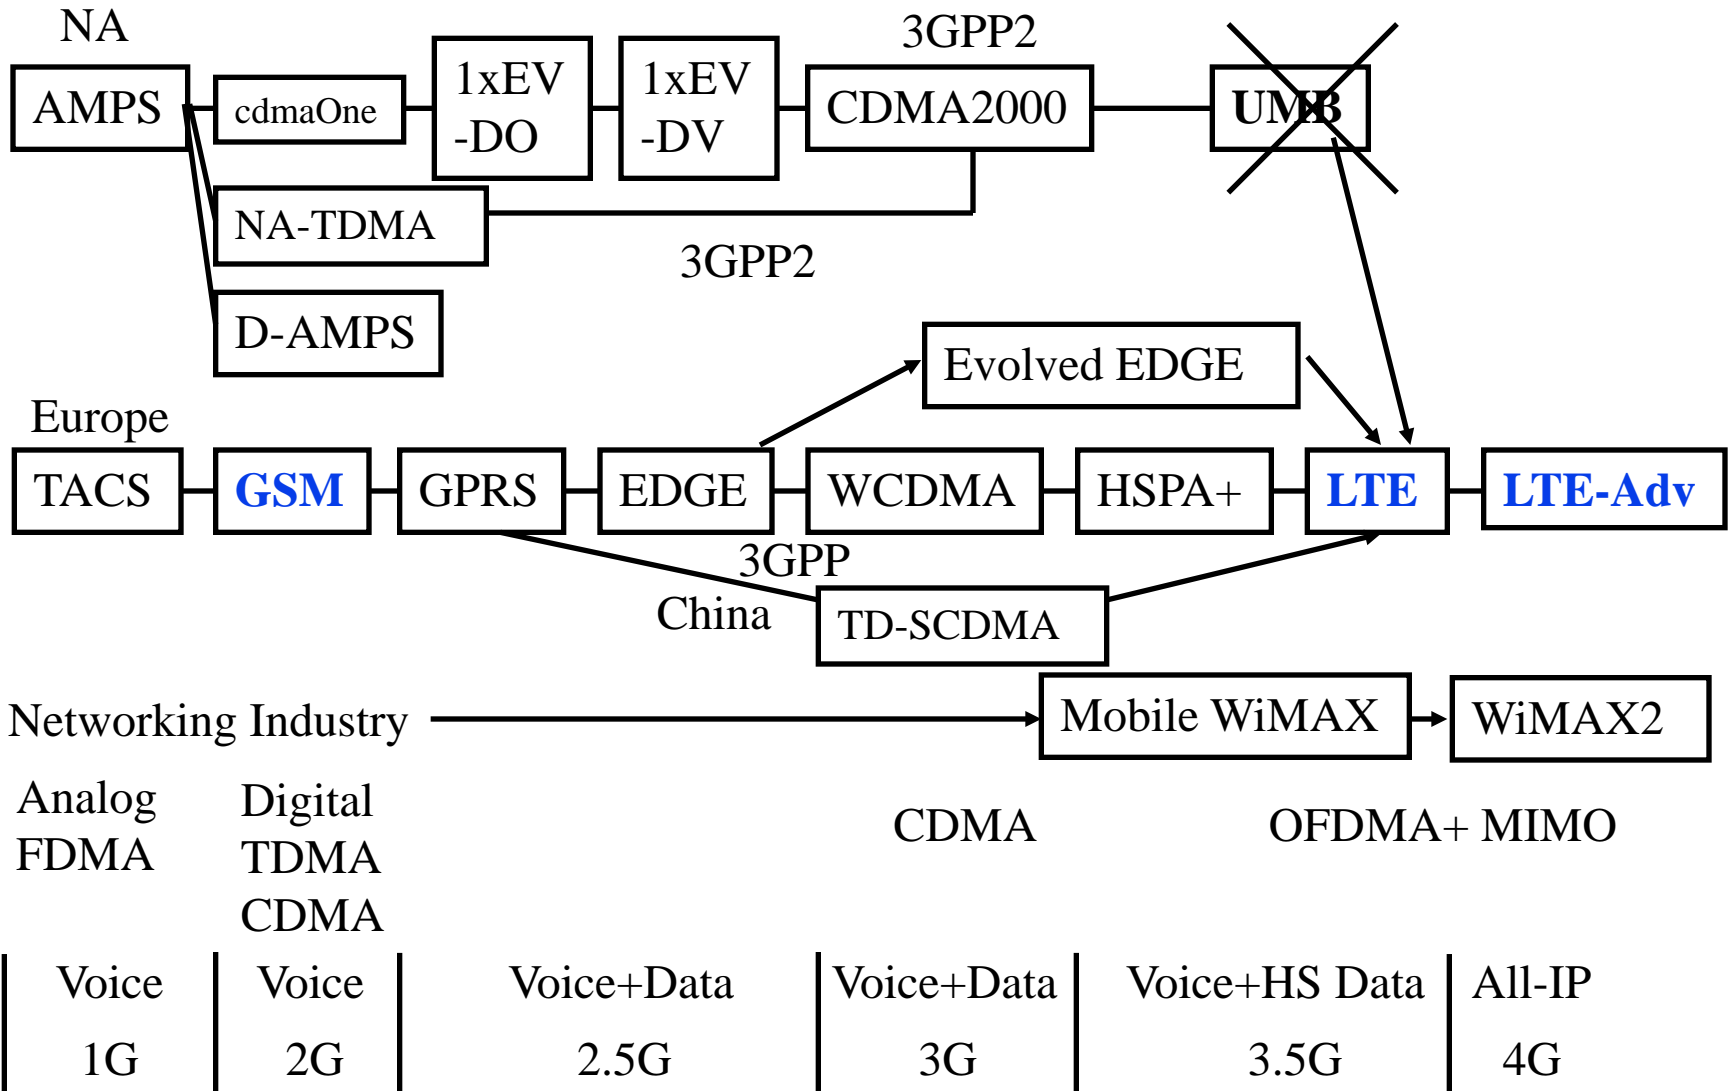 NA
3GPP2
AMPS
cdmaOne
1xEV
-DO
1xEV
-DV
CDMA2000
UMB
NA-TDMA
3GPP2
D-AMPS
Evolved EDGE
Europe
TACS
GSM
GPRS
EDGE
WCDMA
HSPA+
LTE
LTE-Adv
3GPP
China
TD-SCDMA
Networking Industry
Mobile WiMAX
WiMAX2
Analog
FDMA
Digital
TDMA
CDMA
CDMA
OFDMA+ MIMO
Voice
Voice
Voice+Data
Voice+Data
Voice+HS Data
All-IP
1G
2G
2.5G
3G
3.5G
4G